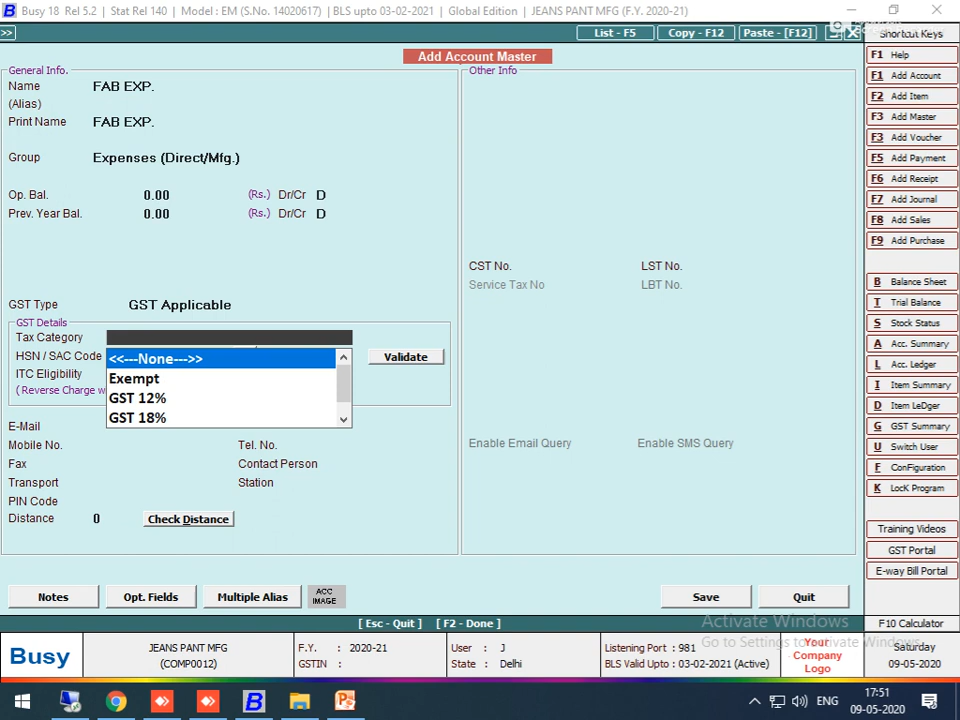 Busy 18 Rel 5.2 | Stat Rel 140 | Model : EM (S.No. 14020617) | BLS upto 03-02-2021 | Global Edition | JEANS PANT MFG (F.Y. 2020-21)
>>
List - F5
Copy - F12
Paste - [F12]
Add Account Master
General Info.
Name FAB EXP.
(Alias)
Print Name FAB EXP.
Group Expenses (Direct/Mfg.)
Op. Bal. 0.00 (Rs.) Dr/Cr D
Prev. Year Bal. 0.00 (Rs.) Dr/Cr D
GST Type GST Applicable
GST Details
Tax Category
HSN / SAC Code
Validate
ITC Eligibility
( Reverse Charge w
<<---None--->>
Exempt
GST 12%
GST 18%
E-Mail
Mobile No. Tel. No.
Fax Contact Person
Transport Station
PIN Code
Distance 0 Check Distance
Other Info
CST No. LST No.
Service Tax No LBT No.
Enable Email Query Enable SMS Query
Notes
Opt. Fields
Multiple Alias
ACC
IMAGE
Save
Quit
[ Esc - Quit ] [ F2 - Done ]
Shortcut Keys
F1 Help
F1 Add Account
F2 Add Item
F3 Add Master
F3 Add Voucher
F5 Add Payment
F6 Add Receipt
F7 Add Journal
F8 Add Sales
F9 Add Purchase
B Balance Sheet
T Trial Balance
S Stock Status
A Acc. Summary
L Acc. Ledger
I Item Summary
D Item LeDger
G GST Summary
U Switch User
F ConFiguration
K LocK Program
Training Videos
GST Portal
E-way Bill Portal
F10 Calculator
Activate Windows
Go to Settings to activate Windows.
Busy
JEANS PANT MFG
(COMP0012)
F.Y. : 2020-21
GSTIN :
User : J
State : Delhi
Listening Port : 981
BLS Valid Upto : 03-02-2021 (Active)
Your
Company
Logo
Saturday
09-05-2020
ENG
17:51
09-05-2020